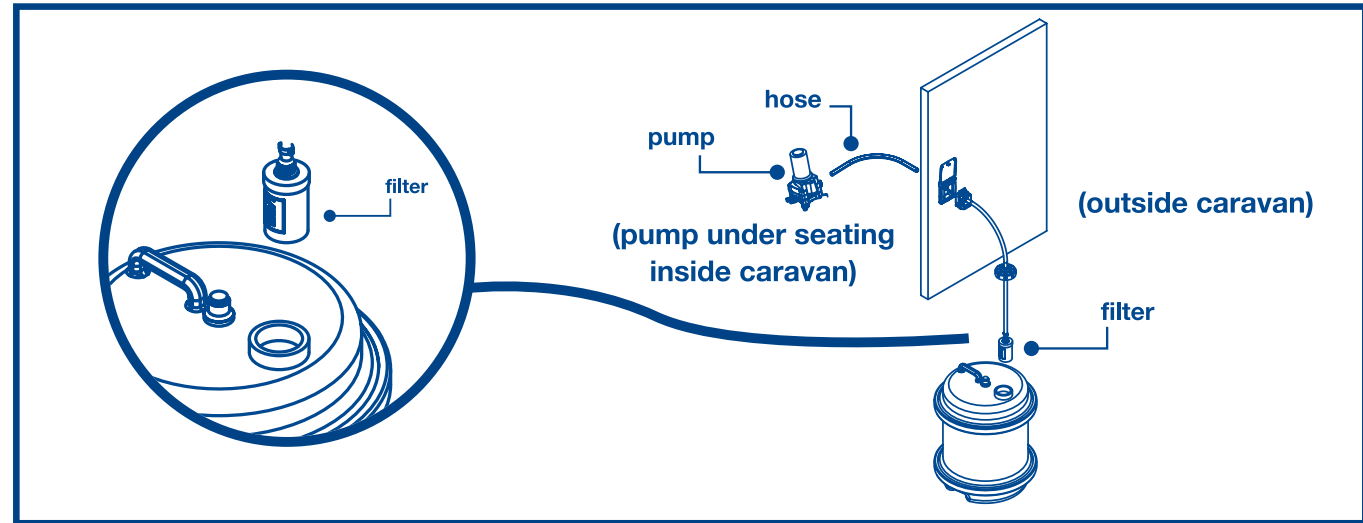 filter
hose
pump
(pump under seating
inside caravan)
(outside caravan)
filter